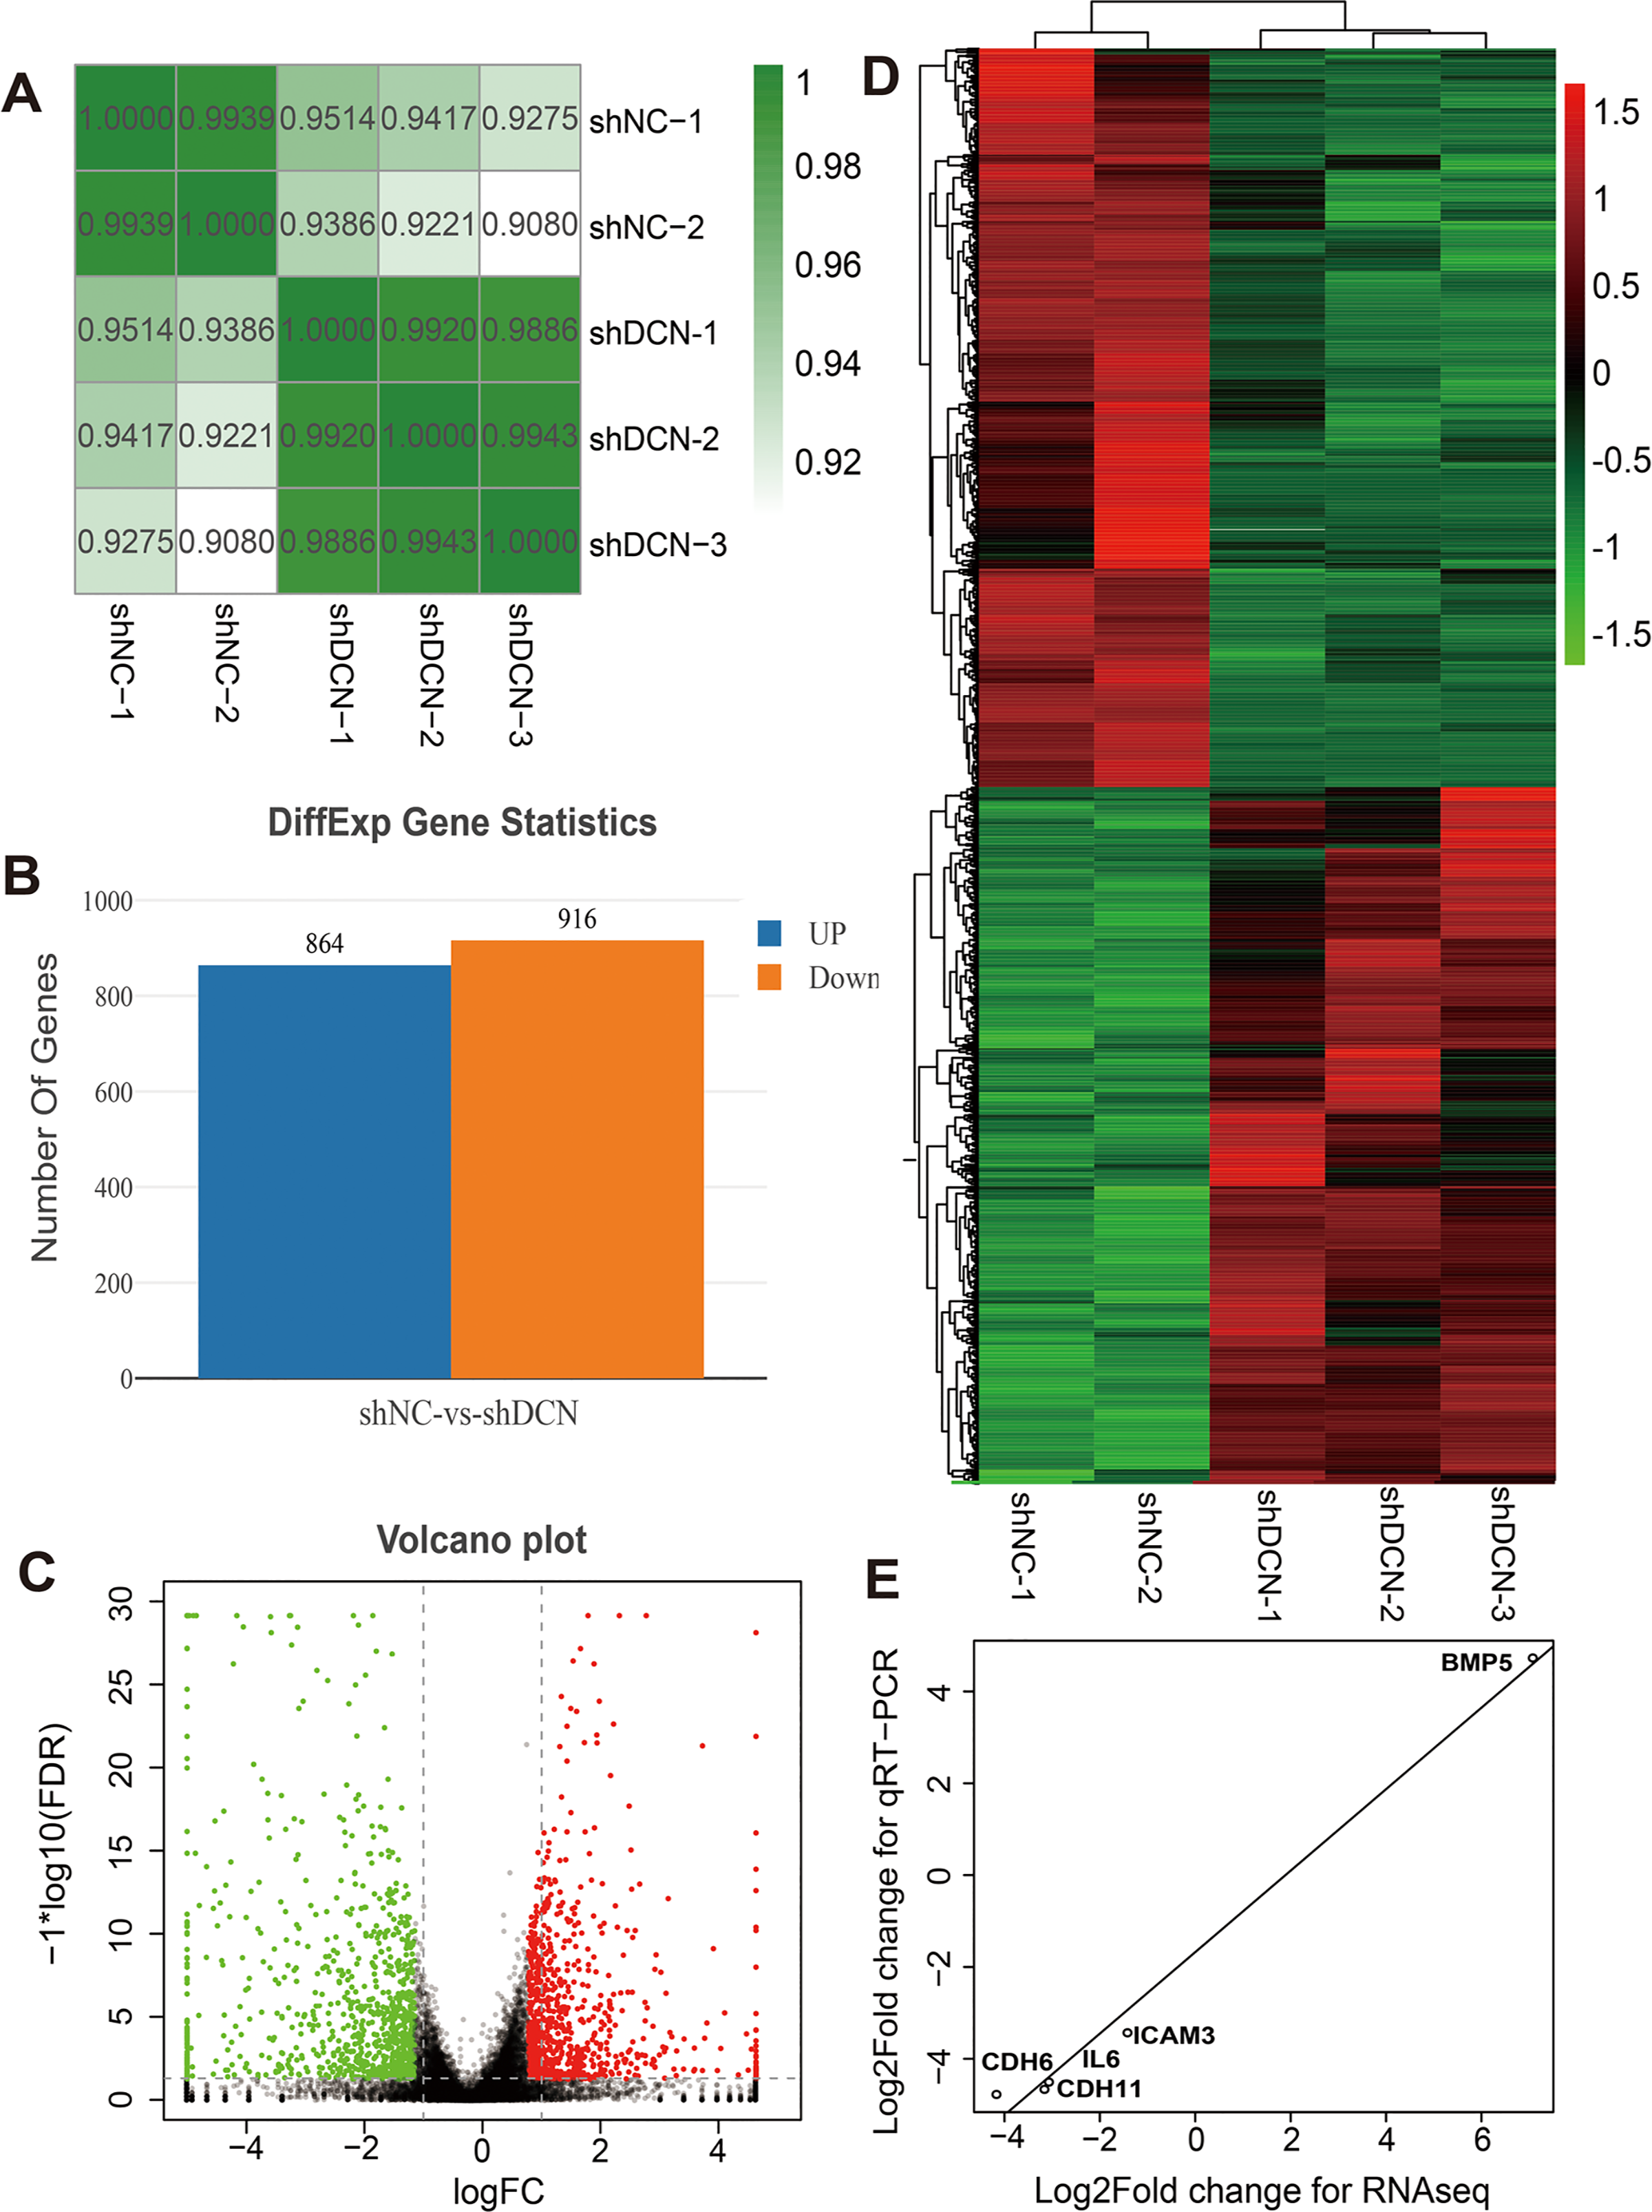 A
1.0000 0.9939 0.9514 0.9417 0.9275 shNC−1
0.9939 1.0000 0.9386 0.9221 0.9080 shNC−2
0.9514 0.9386 1.0000 0.9920 0.9886 shDCN-1
0.9417 0.9221 0.9920 1.0000 0.9943 shDCN-2
0.9275 0.9080 0.9886 0.9943 1.0000 shDCN−3
shNC−1 shNC−2 shDCN−1 shDCN−2 shDCN−3
1
0.98
0.96
0.94
0.92
DiffExp Gene Statistics
B
Number Of Genes
1000
800
600
400
200
0
864
916
UP
Down
shNC-vs-shDCN
Volcano plot
C
−1*log10(FDR)
30
25
20
15
10
5
0
−4 −2 0 2 4
logFC
D
1.5
1
0.5
0
-0.5
-1
-1.5
shNC-1 shNC-2 shDCN-1 shDCN-2 shDCN-3
E
Log2Fold change for qRT−PCR
4
2
0
−2
−4
BMP5
ICAM3
CDH6 IL6
CDH11
−4 −2 0 2 4 6
Log2Fold change for RNAseq